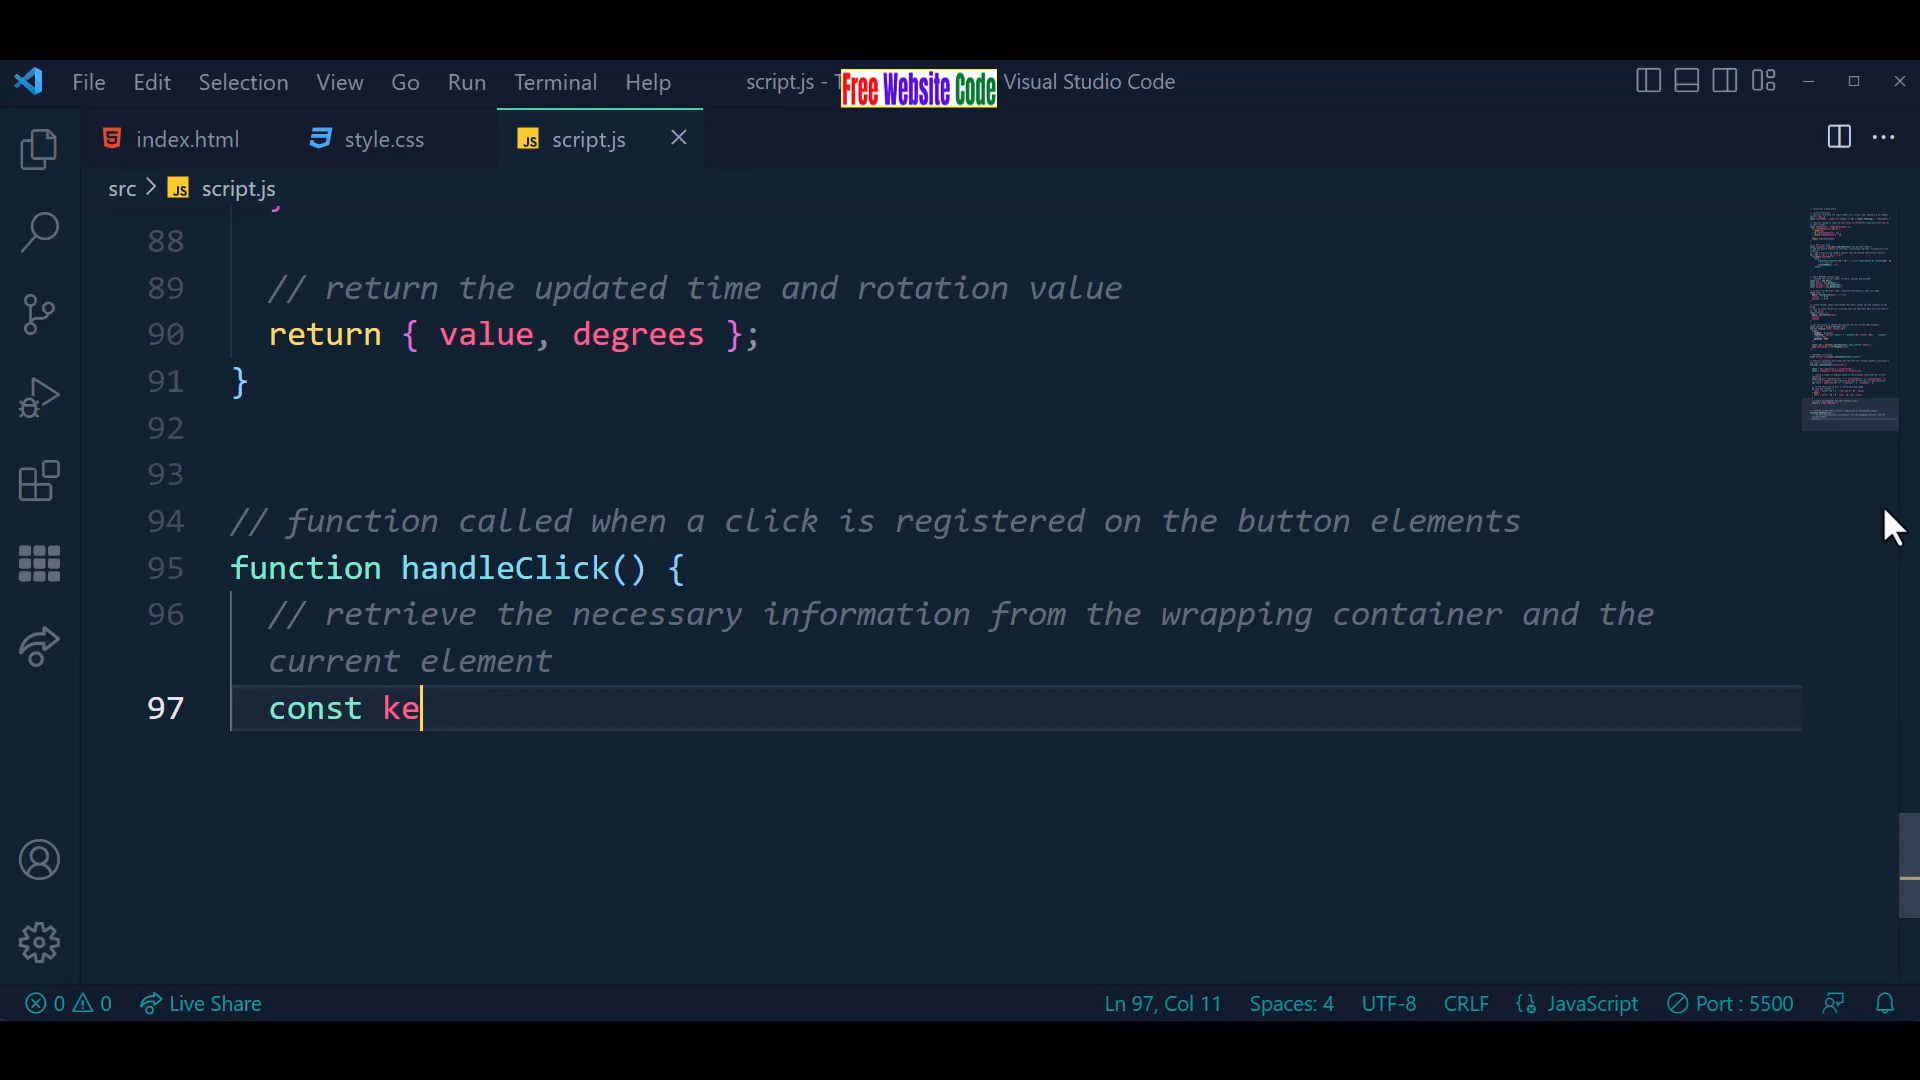 File Edit Selection View Go Run Terminal Help script.js - Free Website Code Visual Studio Code
index.html style.css JS script.js
src > JS script.js
88
89 // return the updated time and rotation value
90 return { value, degrees };
91 }
92
93
94 // function called when a click is registered on the button elements
95 function handleClick() {
96 // retrieve the necessary information from the wrapping container and the
current element
97 const ke
0 0 Live Share Ln 97, Col 11 Spaces: 4 UTF-8 CRLF JavaScript Port : 5500